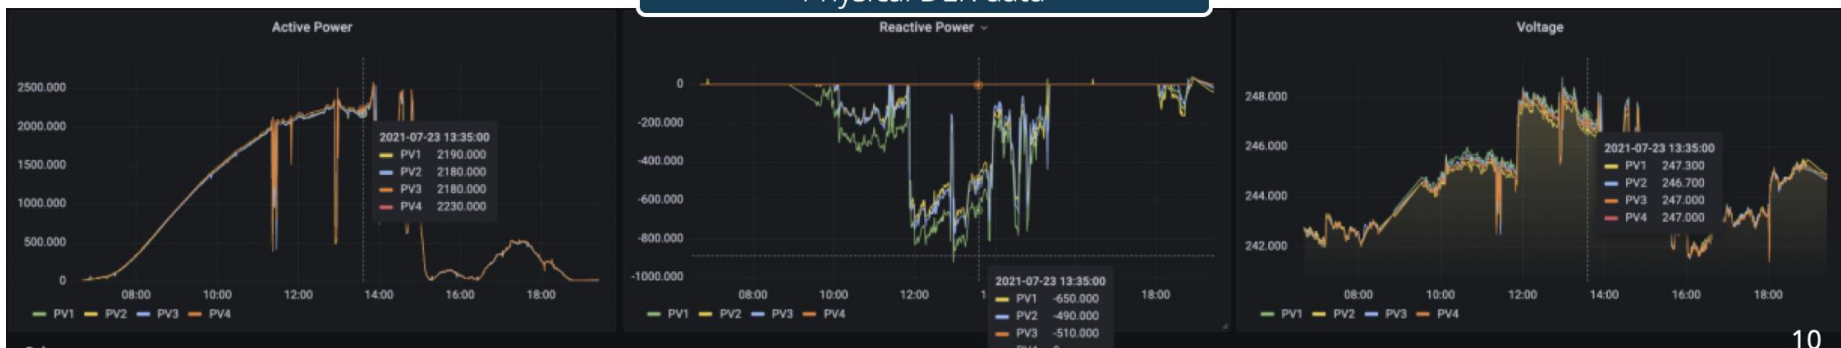 Physical DER data
Active Power
2500.000
2000.000
1500.000
1000.000
500.000
0
08:00 10:00 12:00 14:00 16:00 18:00
2021-07-23 13:35:00
PV1 2190.000
PV2 2180.000
PV3 2180.000
PV4 2230.000
PV1 PV2 PV3 PV4
Reactive Power
0
-200.000
-400.000
-600.000
-800.000
-1000.000
08:00 10:00 12:00 18:00
2021-07-23 13:35:00
PV1 -650.000
PV2 -490.000
PV3 -510.000
PV1 PV2 PV3 PV4
Voltage
248.000
246.000
244.000
242.000
08:00 10:00 12:00 14:00 16:00 18:00
2021-07-23 13:35:00
PV1 247.300
PV2 246.700
PV3 247.000
PV4 247.000
PV1 PV2 PV3 PV4
10